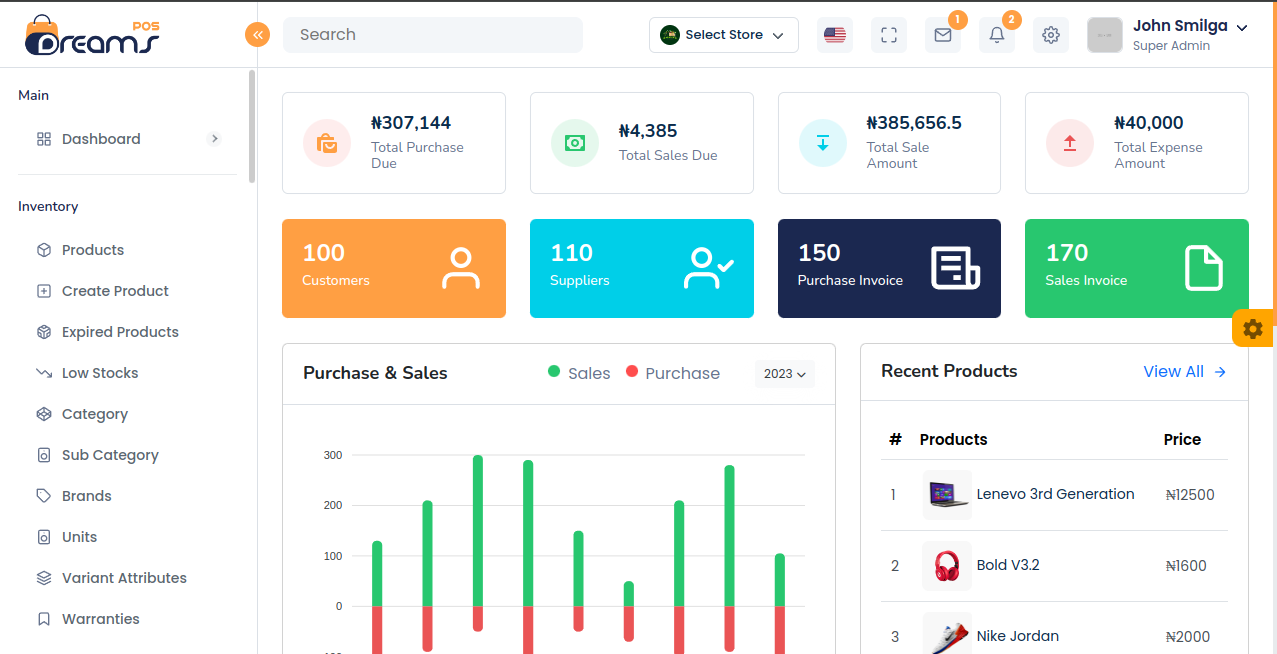 POS
Dreams
Search
Select Store
1
2
John Smilga
Super Admin
Main
Dashboard
Inventory
Products
Create Product
Expired Products
Low Stocks
Category
Sub Category
Brands
Units
Variant Attributes
Warranties
₦307,144
Total Purchase
Due
₦4,385
Total Sales Due
₦385,656.5
Total Sale
Amount
₦40,000
Total Expense
Amount
100
Customers
110
Suppliers
150
Purchase Invoice
170
Sales Invoice
Purchase & Sales
Sales
Purchase
2023
300
200
100
0
Recent Products
View All
# Products Price
1 Lenevo 3rd Generation ₦12500
2 Bold V3.2 ₦1600
3 Nike Jordan ₦2000